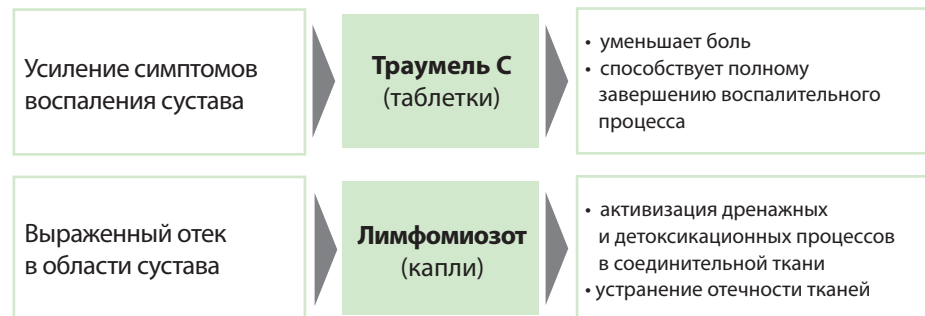 Усиление симптомов
воспаления сустава
Траумель С
(таблетки)
• уменьшает боль
• способствует полному
завершению воспалительного
процесса
Выраженный отек
в области сустава
Лимфомиозот
(капли)
• активизация дренажных
и детоксикационных процессов
в соединительной ткани
• устранение отечности тканей